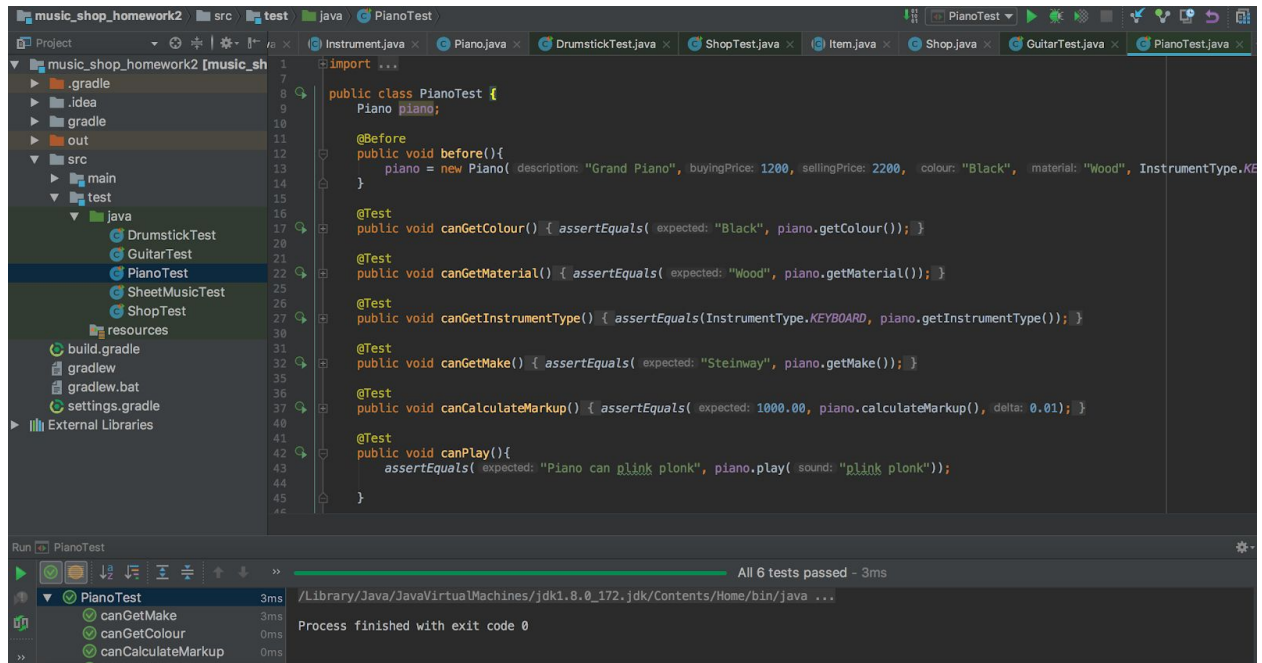 music_shop_homework2 src test java PianoTest PianoTest
Project
Instrument.java Piano.java DrumstickTest.java ShopTest.java Item.java Shop.java GuitarTest.java PianoTest.java
music_shop_homework2 [music_sh
.gradle
.idea
gradle
out
src
main
test
java
DrumstickTest
GuitarTest
PianoTest
SheetMusicTest
ShopTest
resources
build.gradle
gradlew
gradlew.bat
settings.gradle
External Libraries
1 import ...
7
8 public class PianoTest {
9 Piano piano;
10
11 @Before
12 public void before(){
13 piano = new Piano( description: "Grand Piano", buyingPrice: 1200, sellingPrice: 2200, colour: "Black", material: "Wood", InstrumentType.KE
14 }
15
16 @Test
17 public void canGetColour() { assertEquals( expected: "Black", piano.getColour()); }
20
21 @Test
22 public void canGetMaterial() { assertEquals( expected: "Wood", piano.getMaterial()); }
25
26 @Test
27 public void canGetInstrumentType() { assertEquals(InstrumentType.KEYBOARD, piano.getInstrumentType()); }
30
31 @Test
32 public void canGetMake() { assertEquals( expected: "Steinway", piano.getMake()); }
35
36 @Test
37 public void canCalculateMarkup() { assertEquals( expected: 1000.00, piano.calculateMarkup(), delta: 0.01); }
40
41 @Test
42 public void canPlay(){
43 assertEquals( expected: "Piano can plink plonk", piano.play( sound: "plink plonk"));
44
45 }
Run PianoTest
All 6 tests passed - 3ms
PianoTest 3ms
canGetMake 3ms
canGetColour 0ms
canCalculateMarkup 0ms
/Library/Java/JavaVirtualMachines/jdk1.8.0_172.jdk/Contents/Home/bin/java ...
Process finished with exit code 0